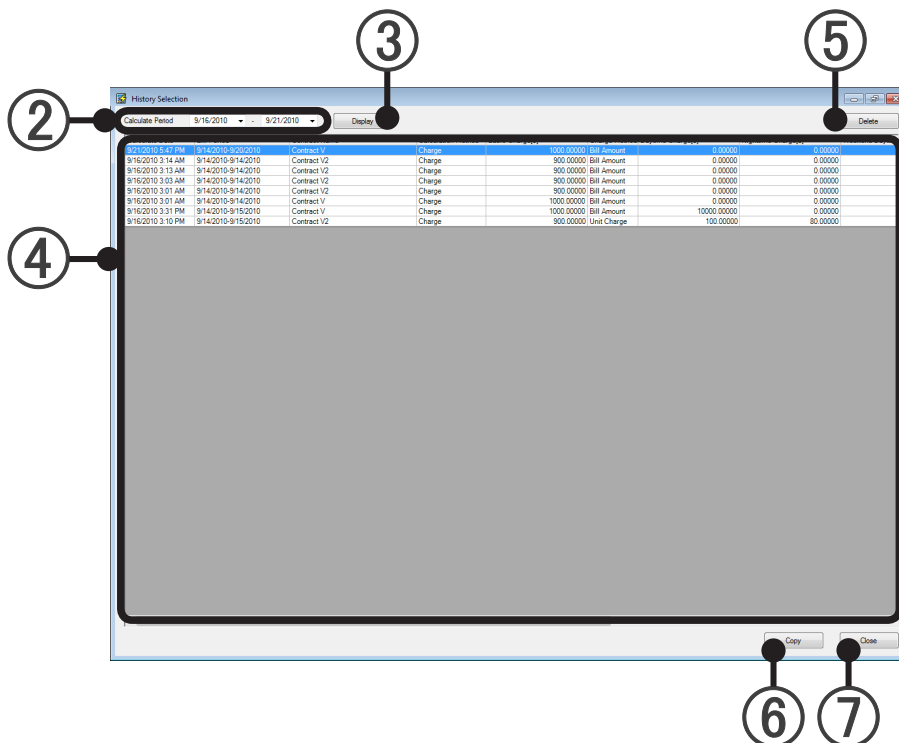 3
5
History Selection
2
Calculate Period 9/16/2010 - 9/21/2010 Display Delete
9/21/2010 5:47 PM 9/14/2010-9/20/2010 Contract V Charge 1000.00000 Bill Amount 0.00000 0.00000
9/16/2010 3:14 AM 9/14/2010-9/14/2010 Contract V2 Charge 900.00000 Bill Amount 0.00000 0.00000
9/16/2010 3:13 AM 9/14/2010-9/14/2010 Contract V2 Charge 900.00000 Bill Amount 0.00000 0.00000
9/16/2010 3:03 AM 9/14/2010-9/14/2010 Contract V2 Charge 900.00000 Bill Amount 0.00000 0.00000
9/16/2010 3:01 AM 9/14/2010-9/14/2010 Contract V2 Charge 900.00000 Bill Amount 0.00000 0.00000
9/16/2010 3:01 AM 9/14/2010-9/14/2010 Contract V Charge 1000.00000 Bill Amount 0.00000 0.00000
9/16/2010 3:31 PM 9/14/2010-9/15/2010 Contract V Charge 1000.00000 Bill Amount 10000.00000 0.00000
9/16/2010 3:10 PM 9/14/2010-9/15/2010 Contract V2 Charge 900.00000 Unit Charge 100.00000 80.00000
4
Copy Close
6
7